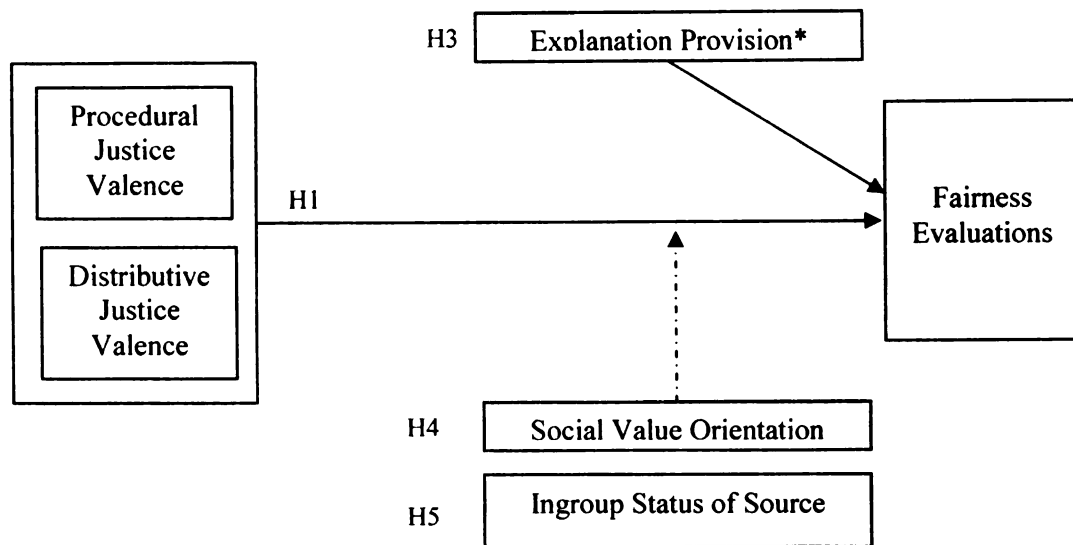 H3 Explanation Provision*
Procedural
Justice
Valence
H1
Fairness
Evaluations
Distributive
Justice
Valence
H4 Social Value Orientation
H5 Ingroup Status of Source